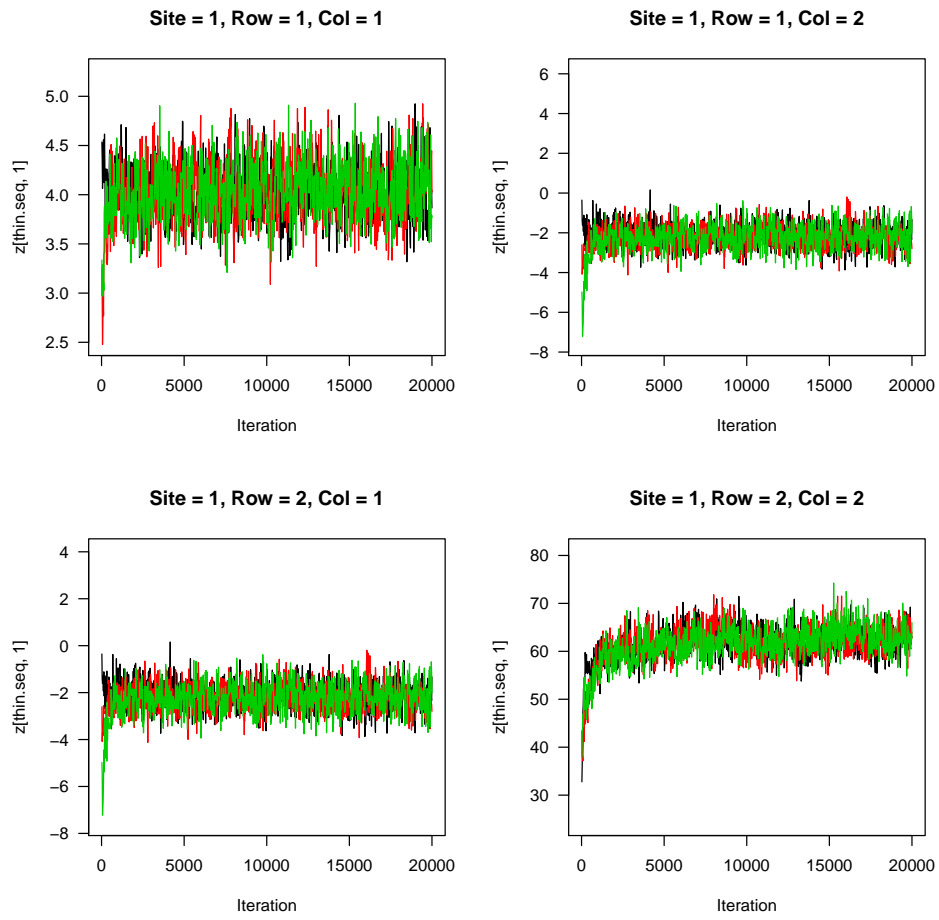 Site = 1, Row = 1, Col = 1
z[thin.seq, 1]
5.0
4.5
4.0
3.5
3.0
2.5
0 5000 10000 15000 20000
Iteration
Site = 1, Row = 1, Col = 2
z[thin.seq, 1]
6
4
2
0
−2
−4
−6
−8
0 5000 10000 15000 20000
Iteration
Site = 1, Row = 2, Col = 1
z[thin.seq, 1]
4
2
0
−2
−4
−6
−8
0 5000 10000 15000 20000
Iteration
Site = 1, Row = 2, Col = 2
z[thin.seq, 1]
80
70
60
50
40
30
0 5000 10000 15000 20000
Iteration